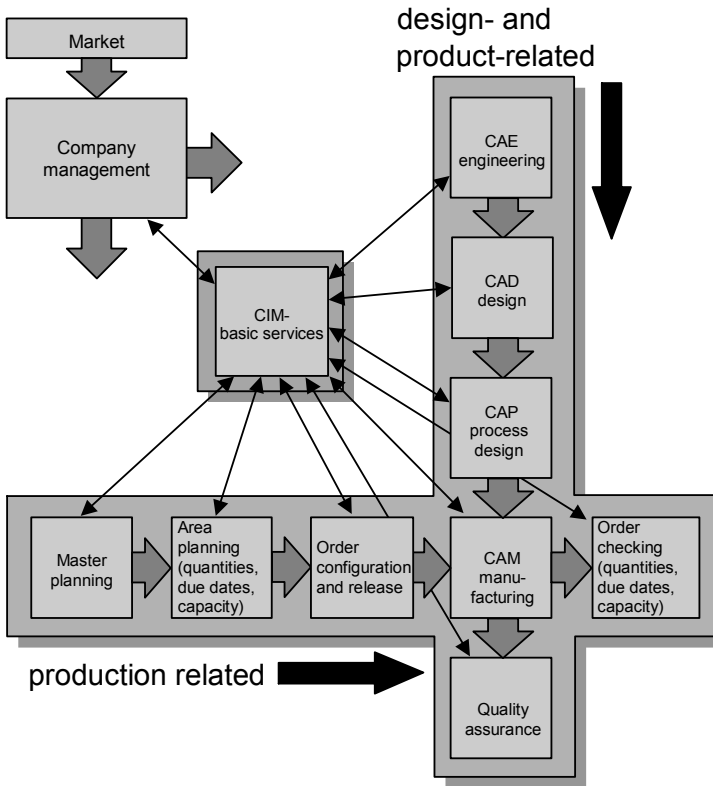 design- and
product-related
Market
Company
management
CAE
engineering
CIM-
basic services
CAD
design
CAP
process
design
Master
planning
Area
planning
(quantities,
due dates,
capacity)
Order
configuration
and release
CAM
manu-
facturing
Order
checking
(quantities,
due dates,
capacity)
production related
Quality
assurance